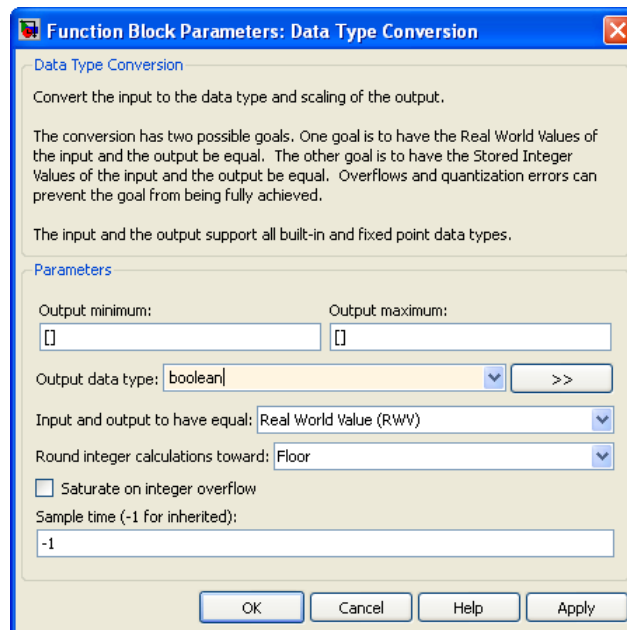 Function Block Parameters: Data Type Conversion
Data Type Conversion
Convert the input to the data type and scaling of the output.
The conversion has two possible goals. One goal is to have the Real World Values of
the input and the output be equal.  The other goal is to have the Stored Integer
Values of the input and the output be equal.  Overflows and quantization errors can
prevent the goal from being fully achieved.
The input and the output support all built-in and fixed point data types.
Parameters
Output minimum: Output maximum:
[] []
Output data type: boolean >>
Input and output to have equal: Real World Value (RWV)
Round integer calculations toward: Floor
Saturate on integer overflow
Sample time (-1 for inherited):
-1
OK Cancel Help Apply